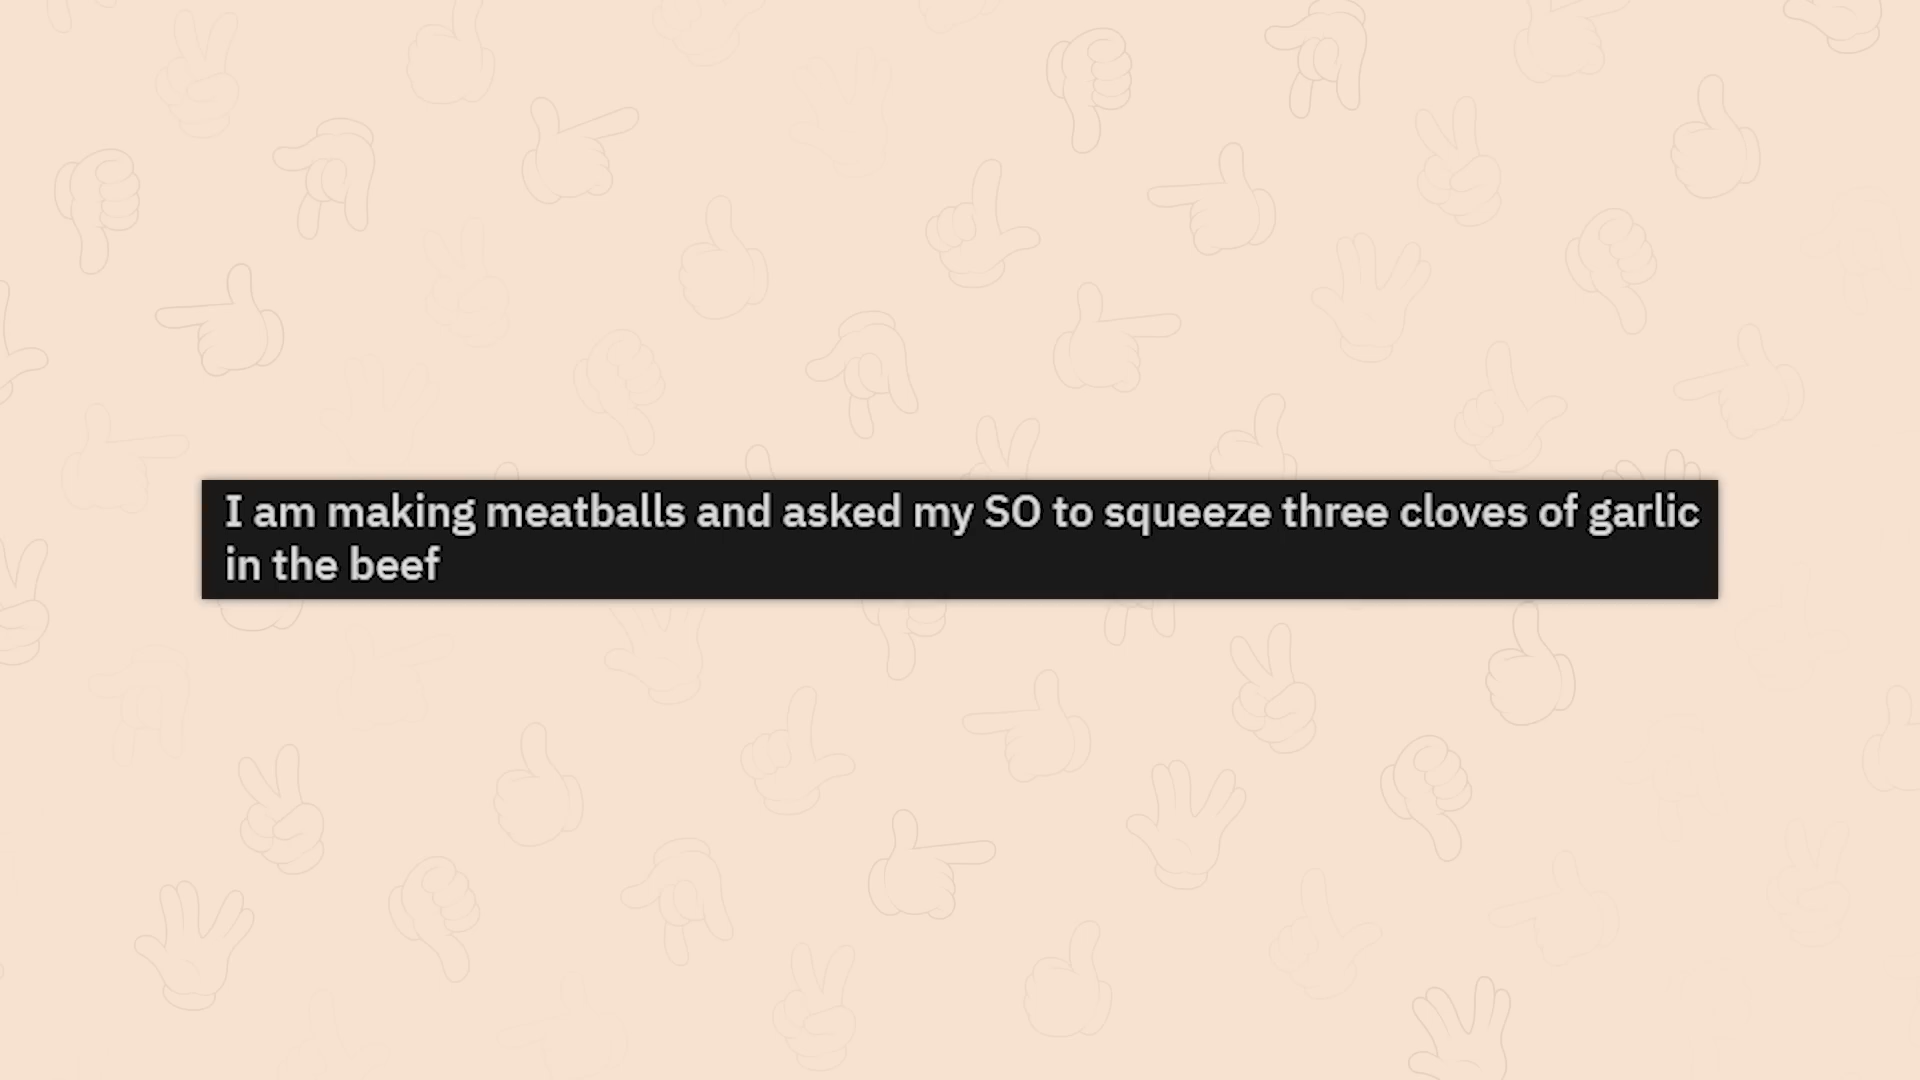 I am making meatballs and asked my SO to squeeze three cloves of garlic
in the beef